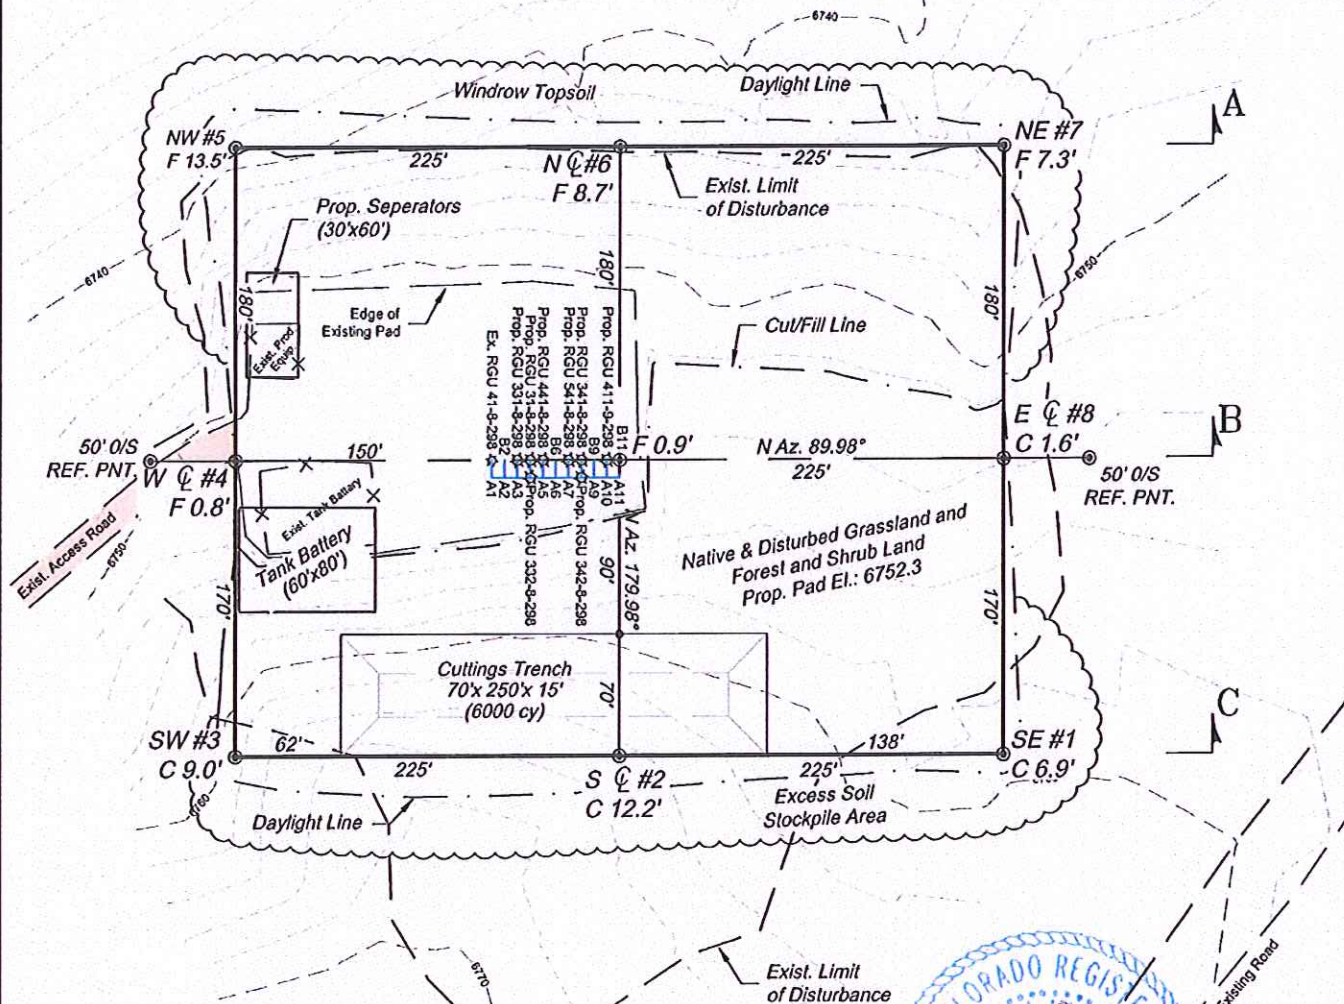 6740
A
Windrow Topsoil
Daylight Line
NW #5
F 13.5'
225'
N ℄ #6
F 8.7'
225'
NE #7
F 7.3'
Exist. Limit
of Disturbance
Prop. Seperators
(30'x60')
6740
6750
180'
180'
180'
Edge of
Existing Pad
Cut/Fill Line
Exist. Prod
Equip
Ex. RGU 41-8-298
Prop. RGU 331-8-298
Prop. RGU 31-8-298
Prop. RGU 441-8-298
Prop. RGU 541-8-298
Prop. RGU 341-8-298
Prop. RGU 411-9-298
B2
B6
B9
B11
E ℄ #8
C 1.6'
B
50' O/S
REF. PNT.
W ℄ #4
F 0.8'
150'
F 0.9'
N Az. 89.98°
225'
50' O/S
REF. PNT.
A1
A2
A3
A5
A6
A7
A9
A10
A11
Prop. RGU 332-8-298
Prop. RGU 342-8-298
N Az. 179.98°
Exist. Tank Battary
Tank Battery
(60'x80')
Exist. Access Road
6750
Native & Disturbed Grassland and
Forest and Shrub Land
Prop. Pad El.: 6752.3
170'
90'
170'
Cuttings Trench
70'x 250'x 15'
(6000 cy)
70'
C
SW #3
C 9.0'
62'
225'
S ℄ #2
C 12.2'
138'
225'
SE #1
C 6.9'
6760
Daylight Line
Excess Soil
Stockpile Area
6770
Exist. Limit
of Disturbance
ORADO REGIS
xisting Road